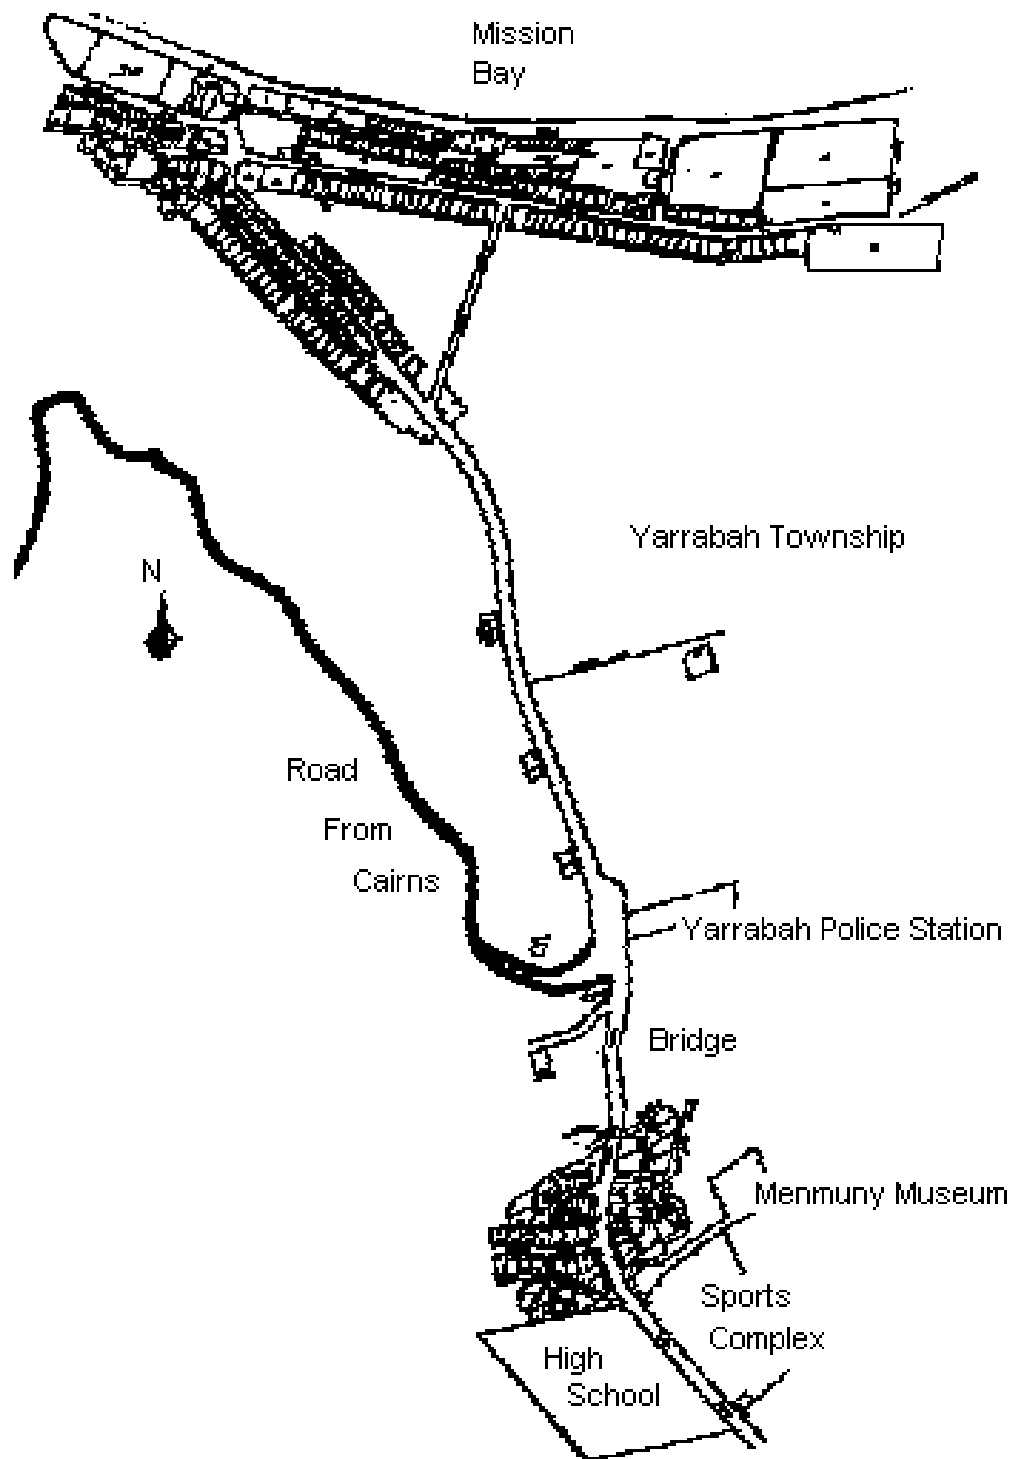 Mission
Bay
Yarrabah Township
N
Road
From
Cairns
Yarrabah Police Station
Bridge
Menmuny Museum
Sports
Complex
High
School